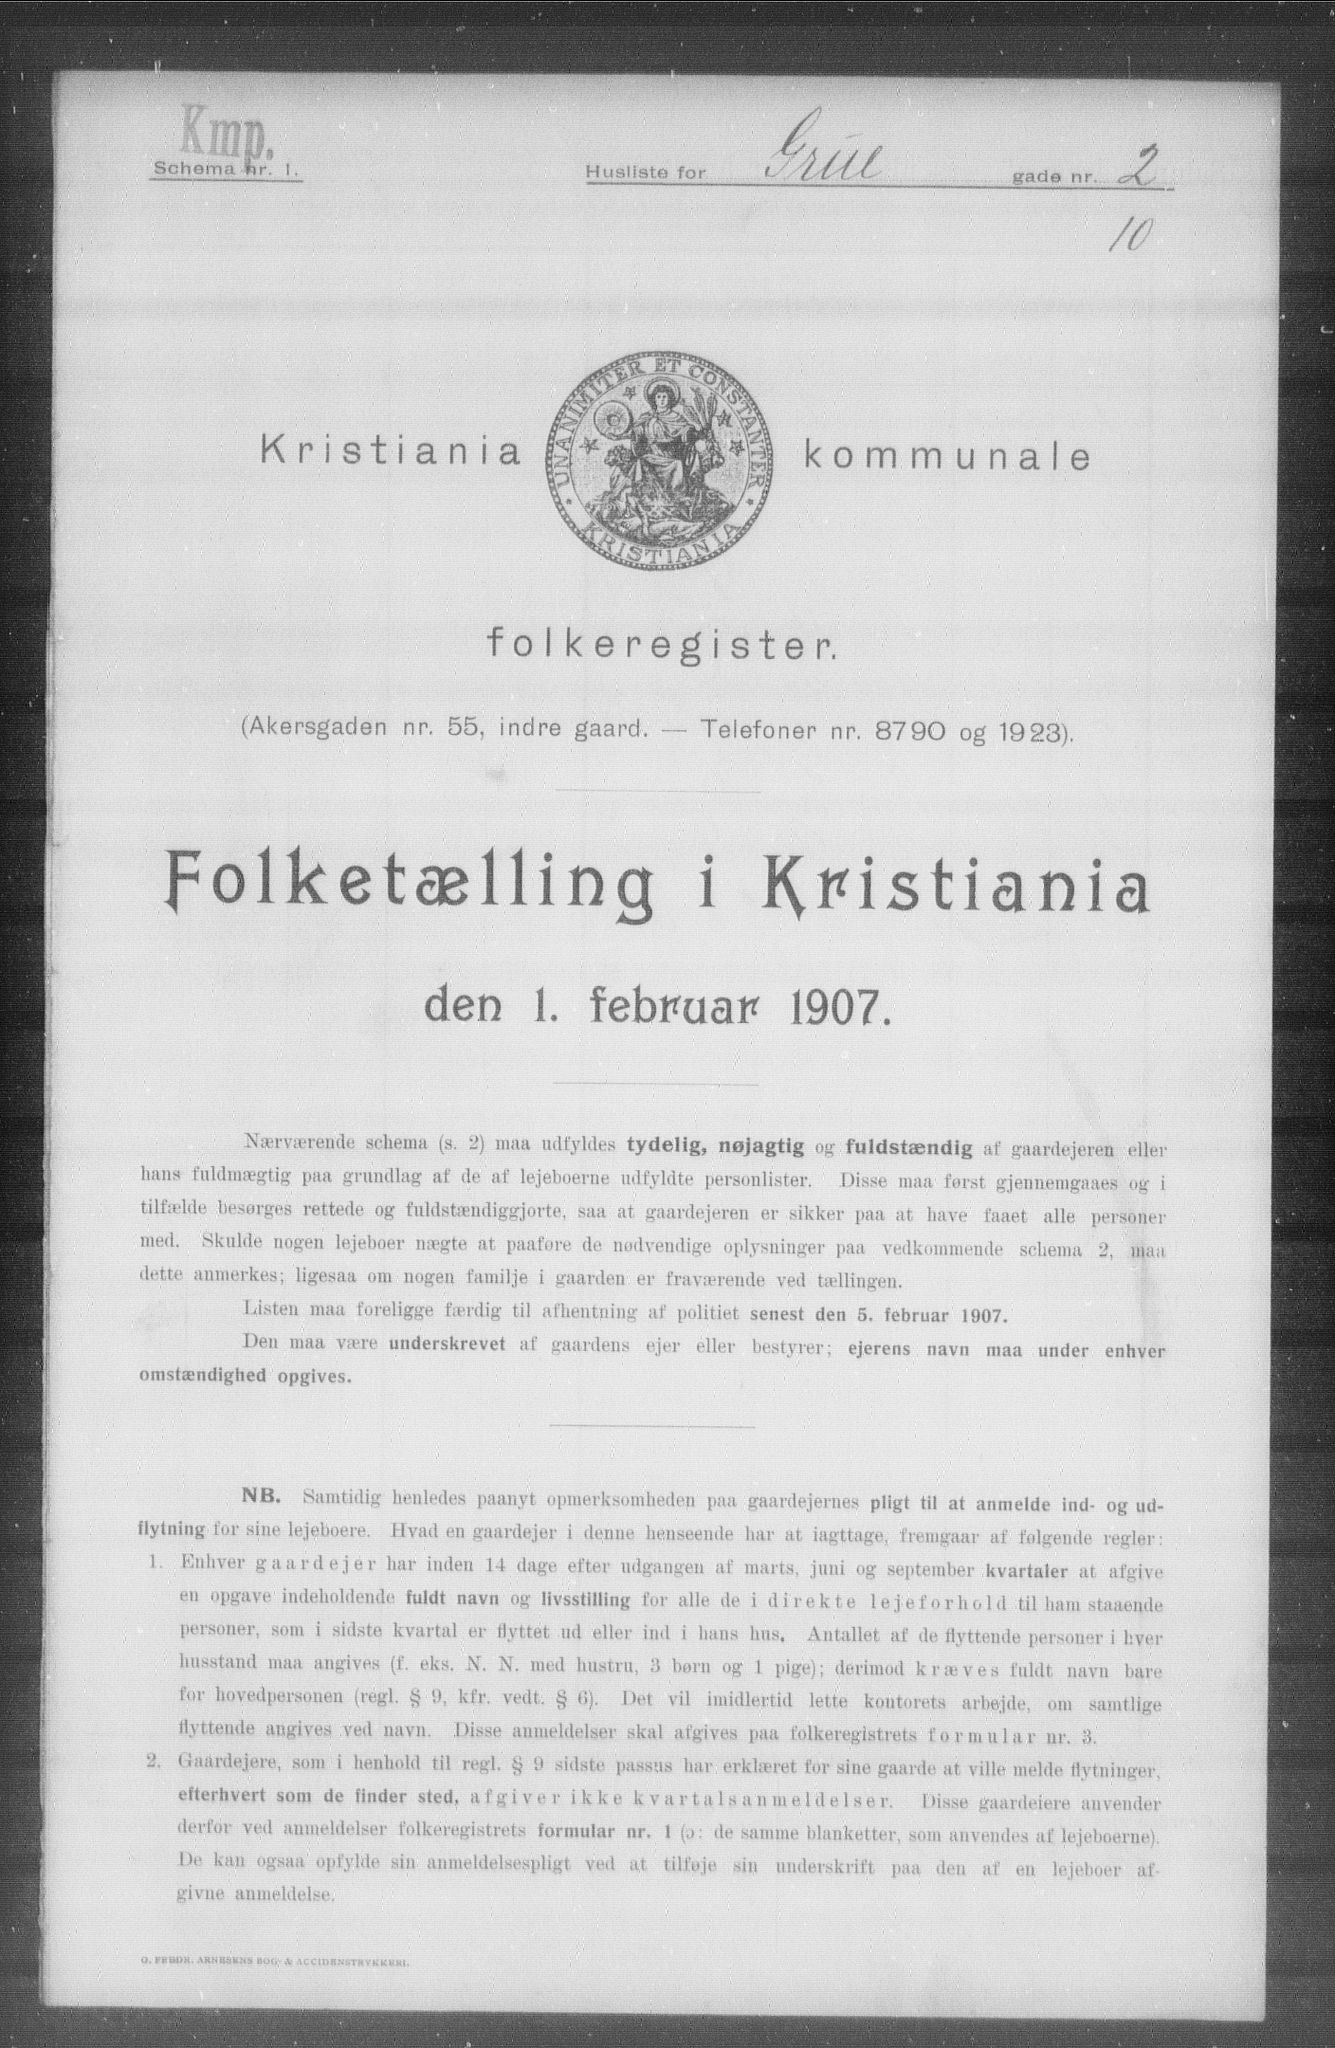 Kmp.
Schema nr. 1.
Husliste for Grüe gade nr. 2
10
UNANIMITER ET CONSTANTER
KRISTIANIA
Kristiania kommunale
folkeregister.
(Akersgaden nr. 55, indre gaard. — Telefoner nr. 8790 og 1923).
Folketælling i Kristiania
den 1. februar 1907.
Nærværende schema (s. 2) maa udfyldes tydelig, nøjagtig og fuldstændig af gaardejeren eller
hans fuldmægtig paa grundlag af de af lejeboerne udfyldte personlister. Disse maa først gjennemgaaes og i
tilfælde besørges rettede og fuldstændiggjorte, saa at gaardejeren er sikker paa at have faaet alle personer
med. Skulde nogen lejeboer nægte at paaføre de nødvendige oplysninger paa vedkommende schema 2, maa
dette anmerkes; ligesaa om nogen familje i gaarden er fraværende ved tællingen.
Listen maa foreligge færdig til afhentning af politiet senest den 5. februar 1907.
Den maa være underskrevet af gaardens ejer eller bestyrer; ejerens navn maa under enhver
omstændighed opgives.
NB. Samtidig henledes paanyt opmerksomheden paa gaardejernes pligt til at anmelde ind- og ud-
flytning for sine lejeboere. Hvad en gaardejer i denne henseende har at iagttage, fremgaar af følgende regler:
1. Enhver gaardejer har inden 14 dage efter udgangen af marts, juni og september kvartaler at afgive
en opgave indeholdende fuldt navn og livsstilling for alle de i direkte lejeforhold til ham staaende
personer, som i sidste kvartal er flyttet ud eller ind i hans hus. Antallet af de flyttende personer i hver
husstand maa angives (f. eks. N. N. med hustru, 3 børn og 1 pige); derimod kræves fuldt navn bare
for hovedpersonen (regl. § 9, kfr. vedt. § 6). Det vil imidlertid lette kontorets arbejde, om samtlige
flyttende angives ved navn. Disse anmeldelser skal afgives paa folkeregistrets formular nr. 3.
2. Gaardejere, som i henhold til regl. § 9 sidste passus har erklæret for sine gaarde at ville melde flytninger,
efterhvert som de finder sted, afgiver ikke kvartalsanmeldelser. Disse gaardeiere anvender
derfor ved anmeldelser folkeregistrets formular nr. 1 (ɔ: de samme blanketter, som anvendes af lejeboerne).
De kan ogsaa opfylde sin anmeldelsespligt ved at tilføje sin underskrift paa den af en lejeboer af-
givne anmeldelse.
O. FREDR. ARNESENS BOG- & ACCIDENSTRYKKERI.